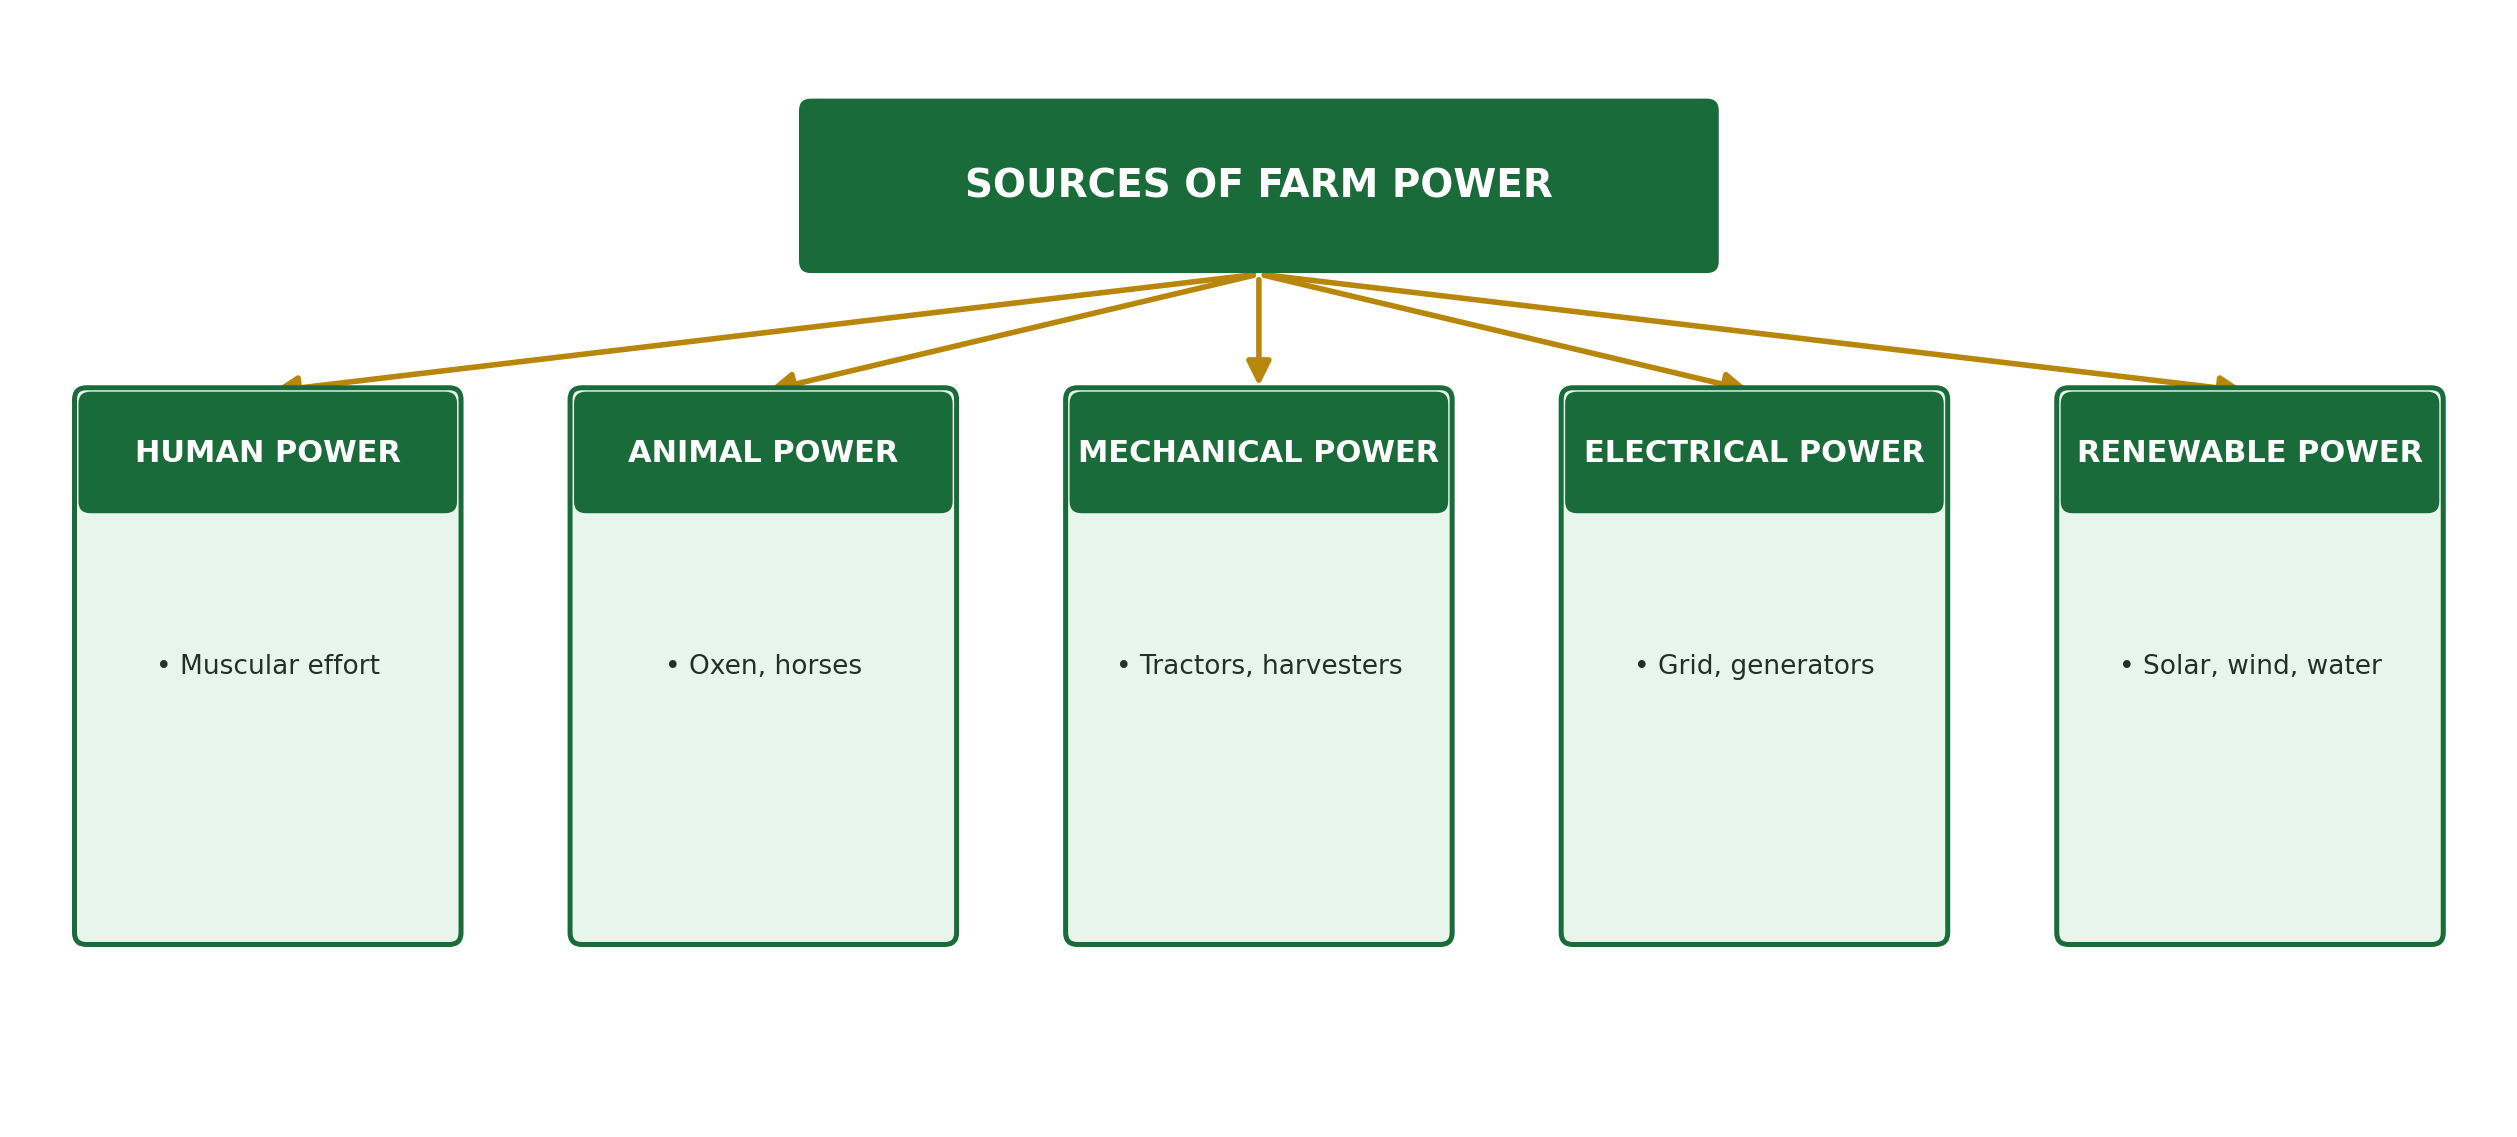 SOURCES OF FARM POWER
HUMAN POWER
• Muscular effort
ANIMAL POWER
• Oxen, horses
MECHANICAL POWER
• Tractors, harvesters
ELECTRICAL POWER
• Grid, generators
RENEWABLE POWER
• Solar, wind, water